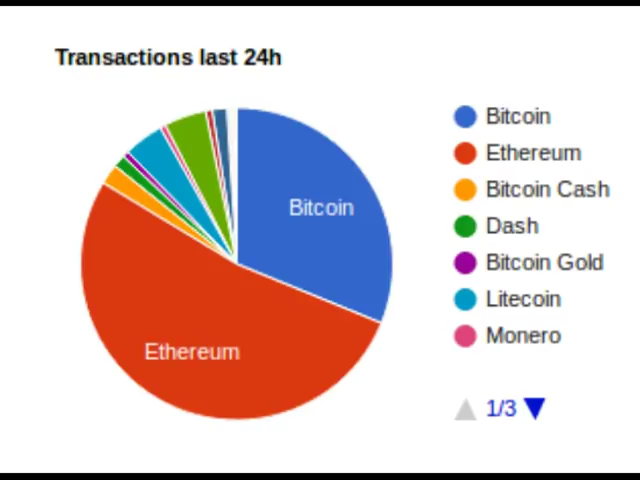 Transactions last 24h
Bitcoin
Ethereum
Bitcoin
Ethereum
Bitcoin Cash
Dash
Bitcoin Gold
Litecoin
Monero
1/3